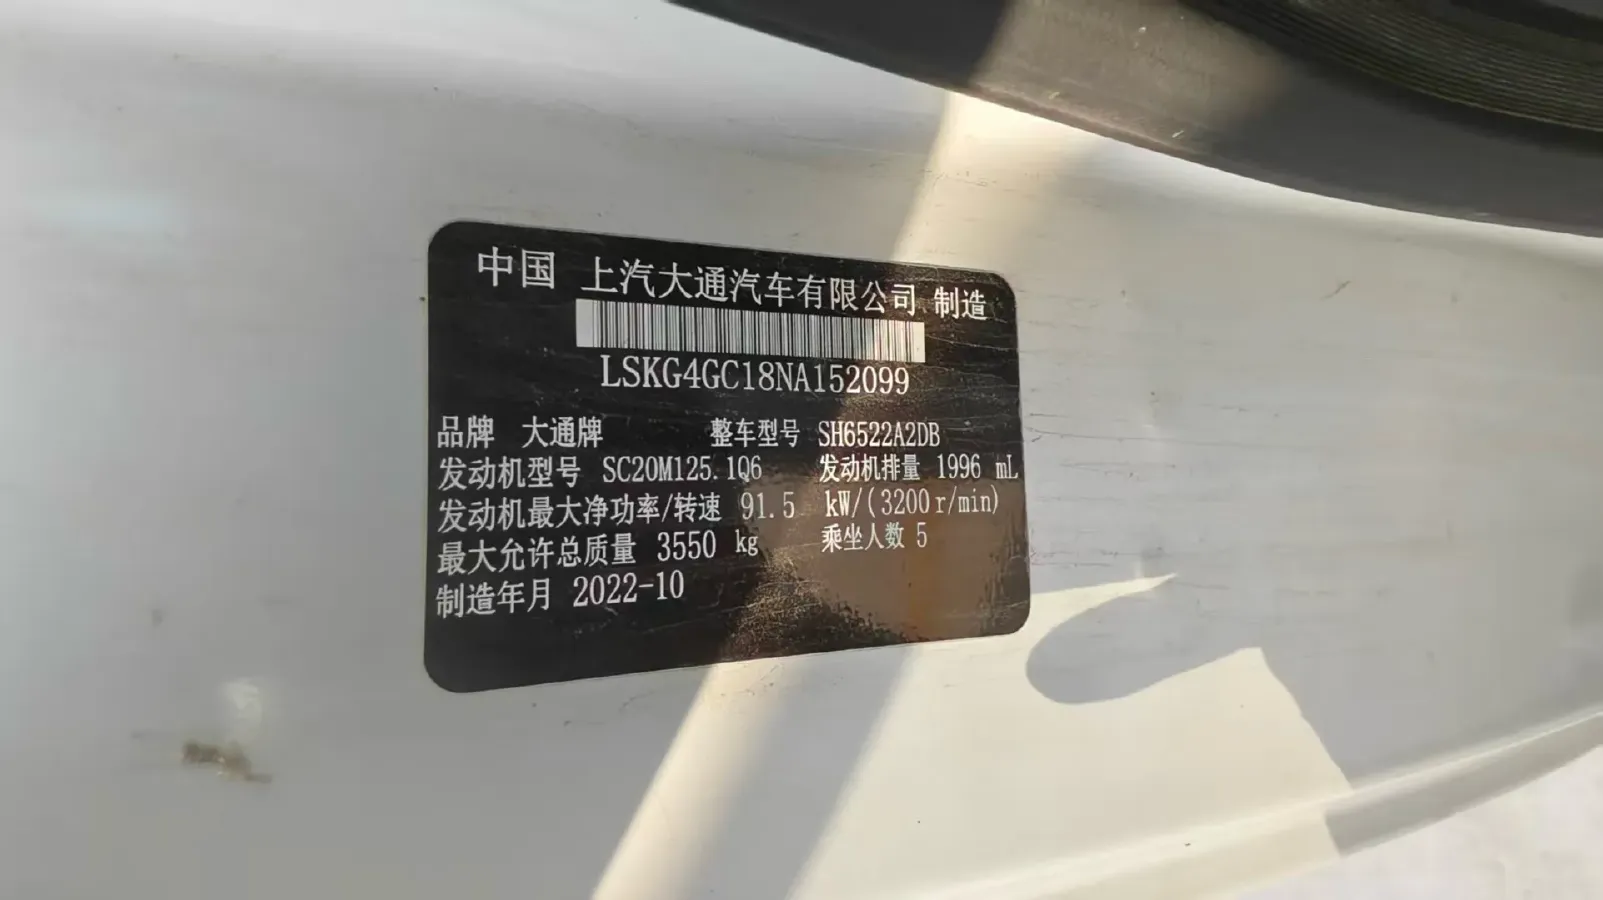 中国 上汽大通汽车有限公司 制造
LSKG4GC18NA152099
品牌 大通牌 整车型号 SH6522A2DB
发动机型号 SC20M125.1Q6 发动机排量 1996 mL
发动机最大净功率/转速 91.5 kW/(3200r/min)
最大允许总质量 3550 kg 乘坐人数 5
制造年月 2022-10